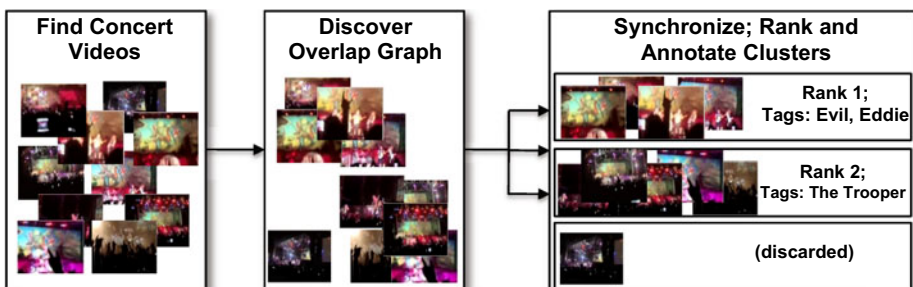 Find Concert
Videos
Discover
Overlap Graph
Synchronize; Rank and
Annotate Clusters
Rank 1;
Tags: Evil, Eddie
Rank 2;
Tags: The Trooper
(discarded)